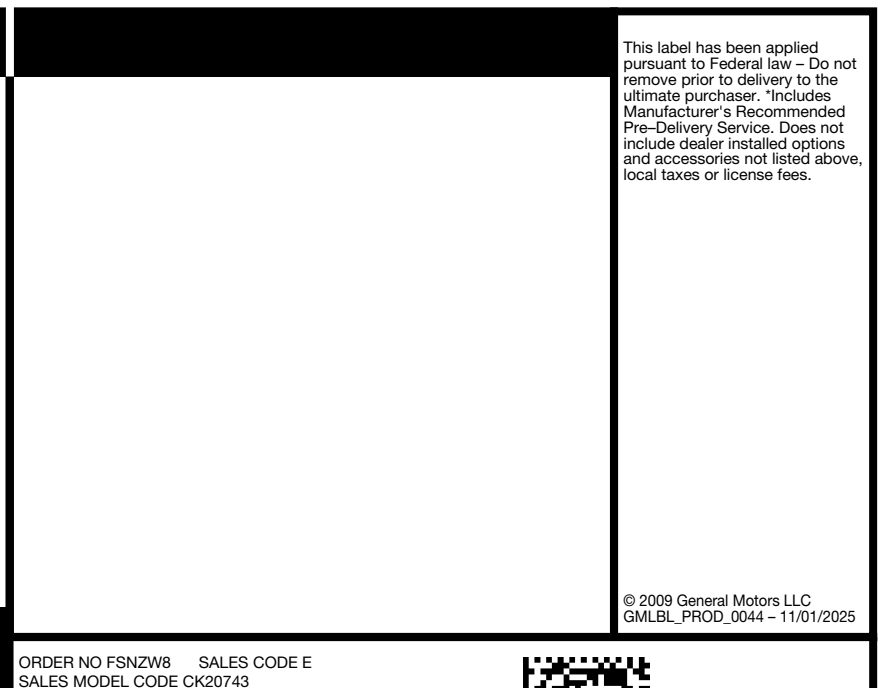 This label has been applied
pursuant to Federal law – Do not
remove prior to delivery to the
ultimate purchaser. *Includes
Manufacturer's Recommended
Pre–Delivery Service. Does not
include dealer installed options
and accessories not listed above,
local taxes or license fees.
© 2009 General Motors LLC
GMLBL_PROD_0044 – 11/01/2025
ORDER NO FSNZW8 SALES CODE E
SALES MODEL CODE CK20743